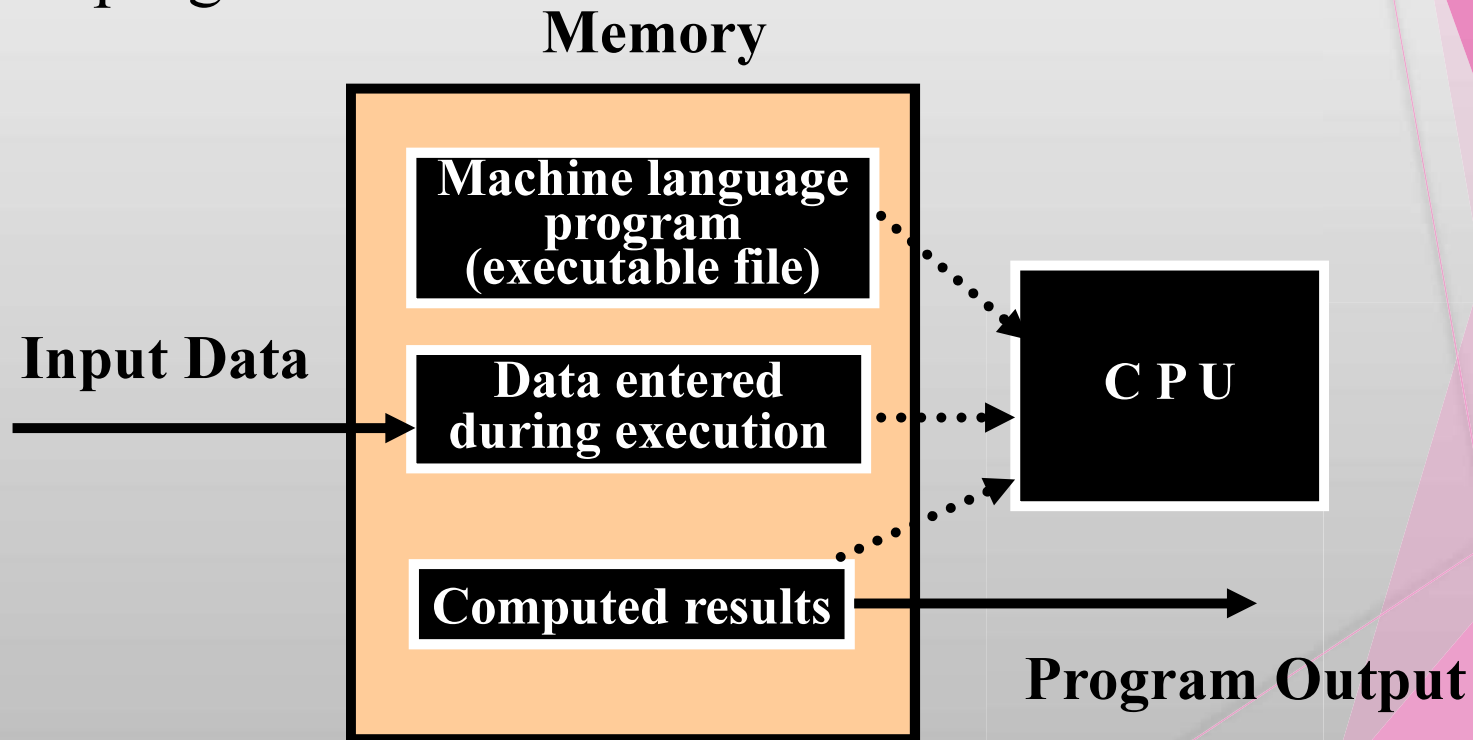 Memory
Machine language
program
(executable file)
Input Data
Data entered
during execution
C P U
Computed results
Program Output